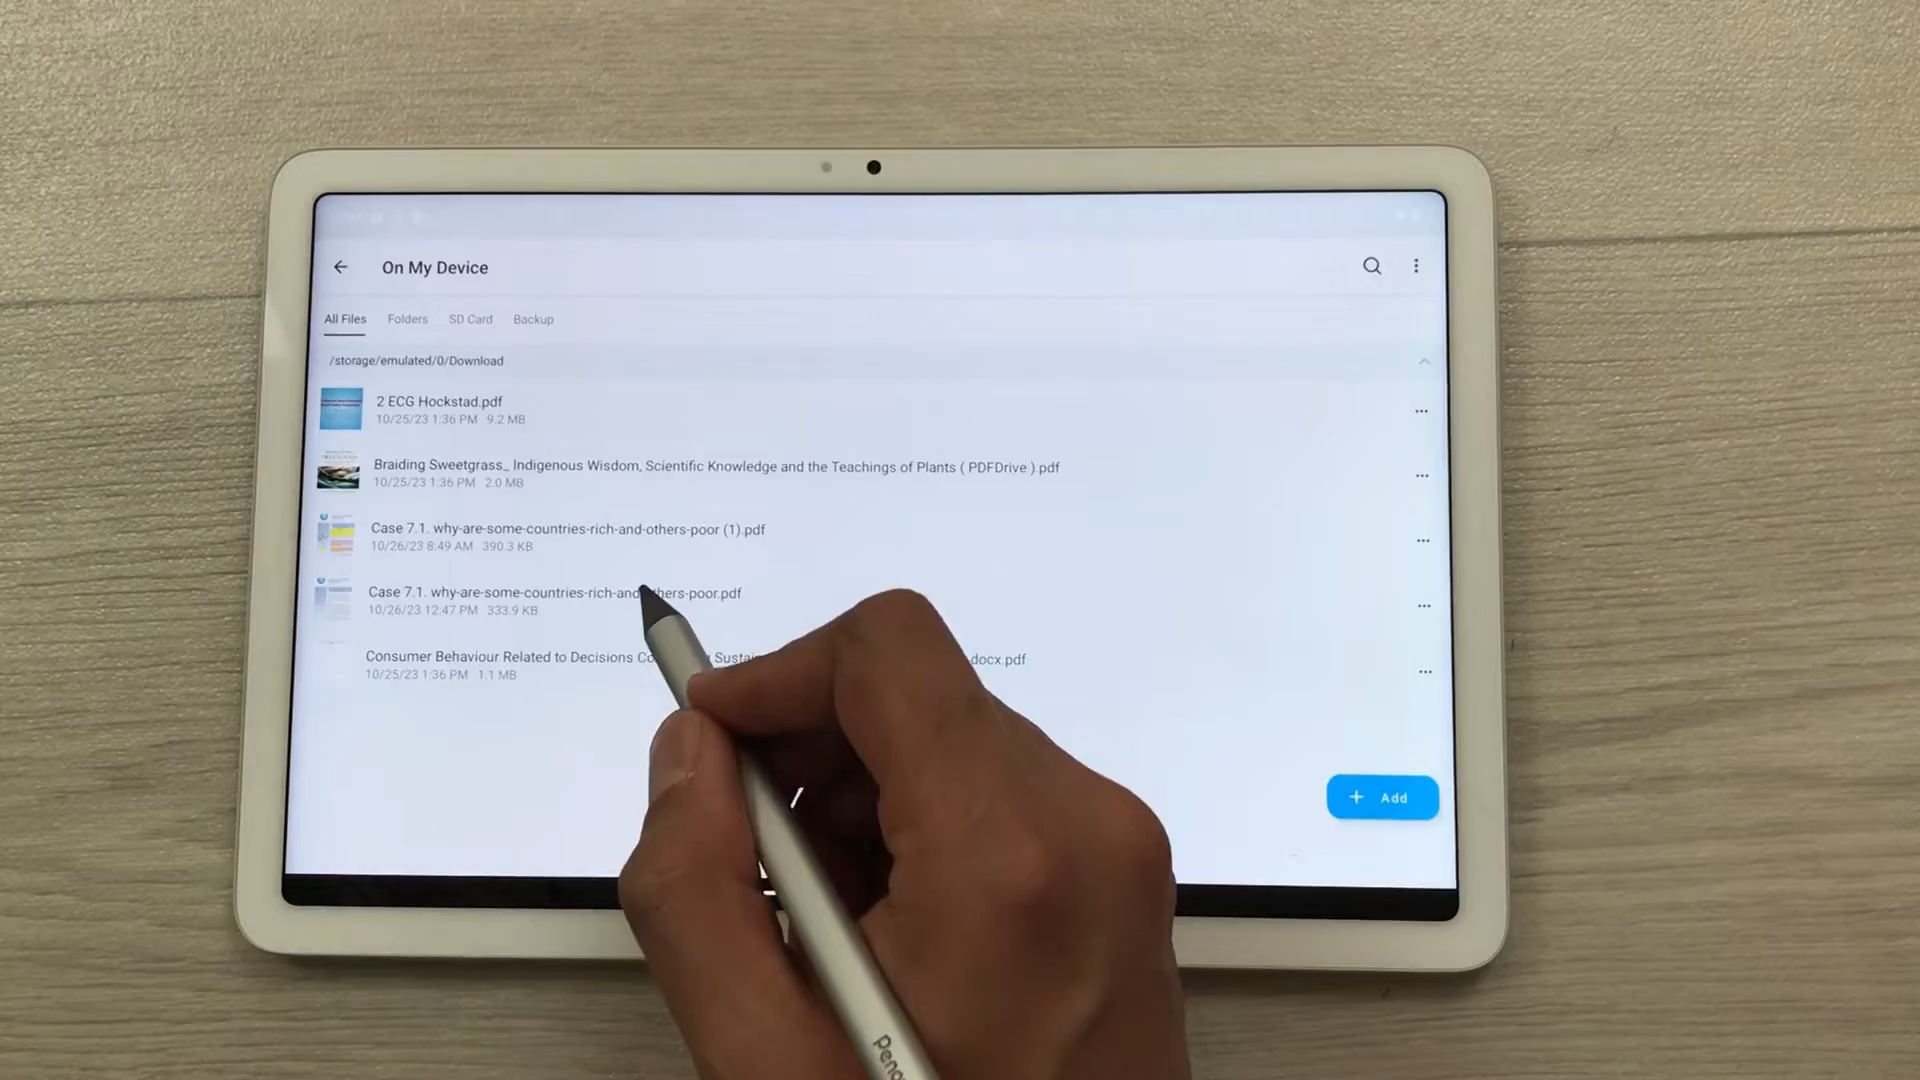 On My Device
All Files Folders SD Card Backup
/storage/emulated/0/Download
2 ECG Hockstad.pdf
10/25/23 1:36 PM 9.2 MB
Braiding Sweetgrass_ Indigenous Wisdom, Scientific Knowledge and the Teachings of Plants ( PDFDrive ).pdf
10/25/23 1:36 PM 2.0 MB
Case 7.1. why-are-some-countries-rich-and-others-poor (1).pdf
10/26/23 8:49 AM 390.3 KB
Case 7.1. why-are-some-countries-rich-and thers-poor.pdf
10/26/23 12:47 PM 333.9 KB
Consumer Behaviour Related to Decisions Co Sustai .docx.pdf
10/25/23 1:36 PM 1.1 MB
+ Add
Peno